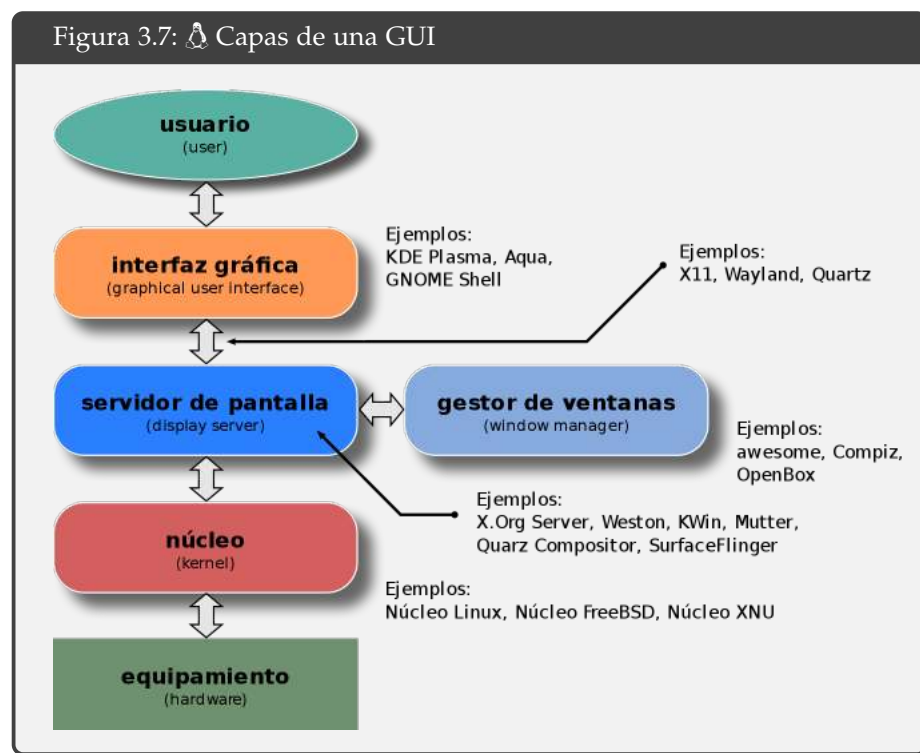 Figura 3.7: Capas de una GUI
usuario
(user)
interfaz gráfica
(graphical user interface)
Ejemplos:
KDE Plasma, Aqua,
GNOME Shell
Ejemplos:
X11, Wayland, Quartz
servidor de pantalla
(display server)
gestor de ventanas
(window manager)
Ejemplos:
awesome, Compiz,
OpenBox
Ejemplos:
X.Org Server, Weston, KWin, Mutter,
Quarz Compositor, SurfaceFlinger
núcleo
(kernel)
Ejemplos:
Núcleo Linux, Núcleo FreeBSD, Núcleo XNU
equipamiento
(hardware)